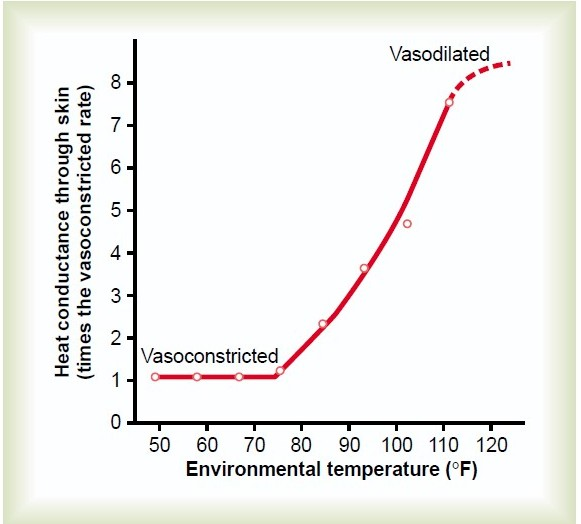 Vasodilated
Heat conductance through skin
(times the vasoconstricted rate)
8
7
6
5
4
3
2
1
0
Vasoconstricted
50 60 70 80 90 100 110 120
Environmental temperature (°F)